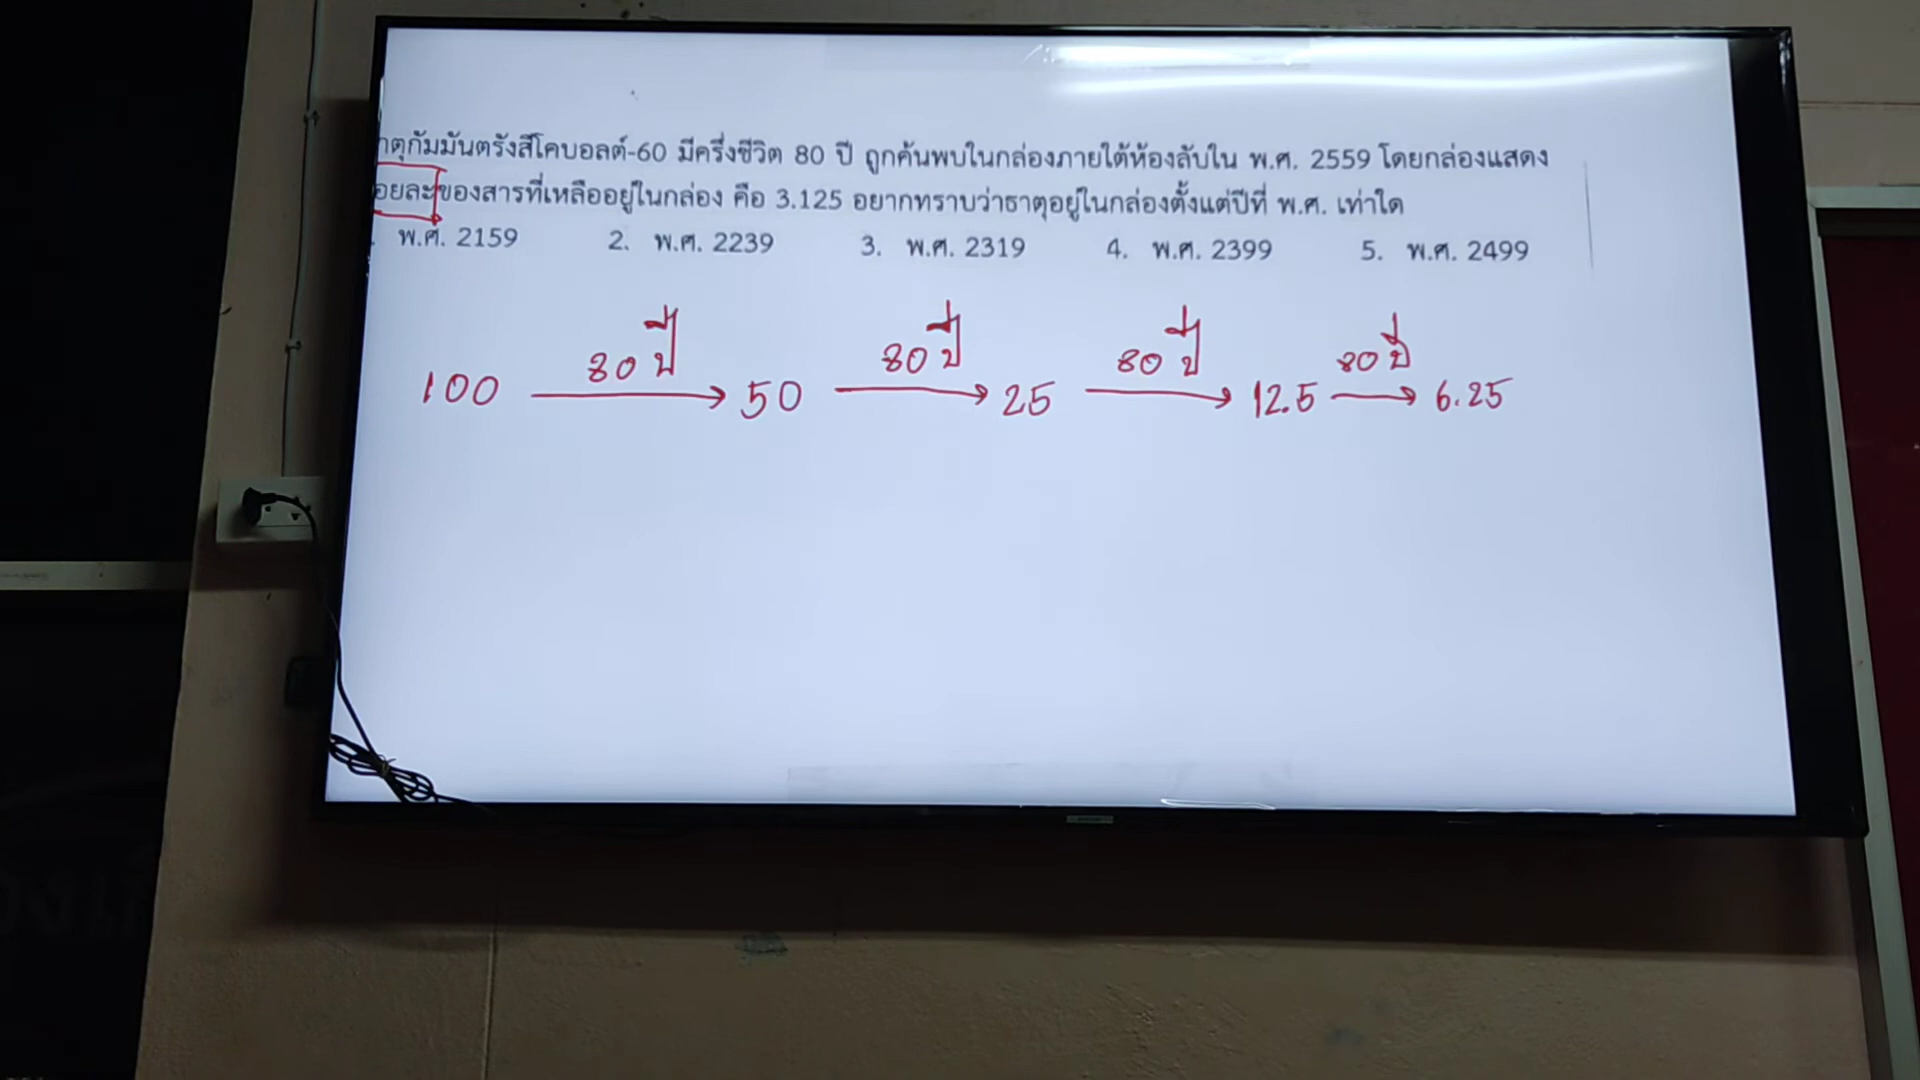 าตุกัมมันตรังสีโคบอลต์-60 มีครึ่งชีวิต 80 ปี ถูกค้นพบในกล่องภายใต้ห้องลับใน พ.ศ. 2559 โดยกล่องแสดง
อยละของสารที่เหลืออยู่ในกล่อง คือ 3.125 อยากทราบว่าธาตุอยู่ในกล่องตั้งแต่ปีที่ พ.ศ. เท่าใด
. พ.ศ. 2159 2. พ.ศ. 2239 3. พ.ศ. 2319 4. พ.ศ. 2399 5. พ.ศ. 2499
80 ปี 80 ปี 80 ปี 80 ปี
100 → 50 → 25 → 12.5 → 6.25